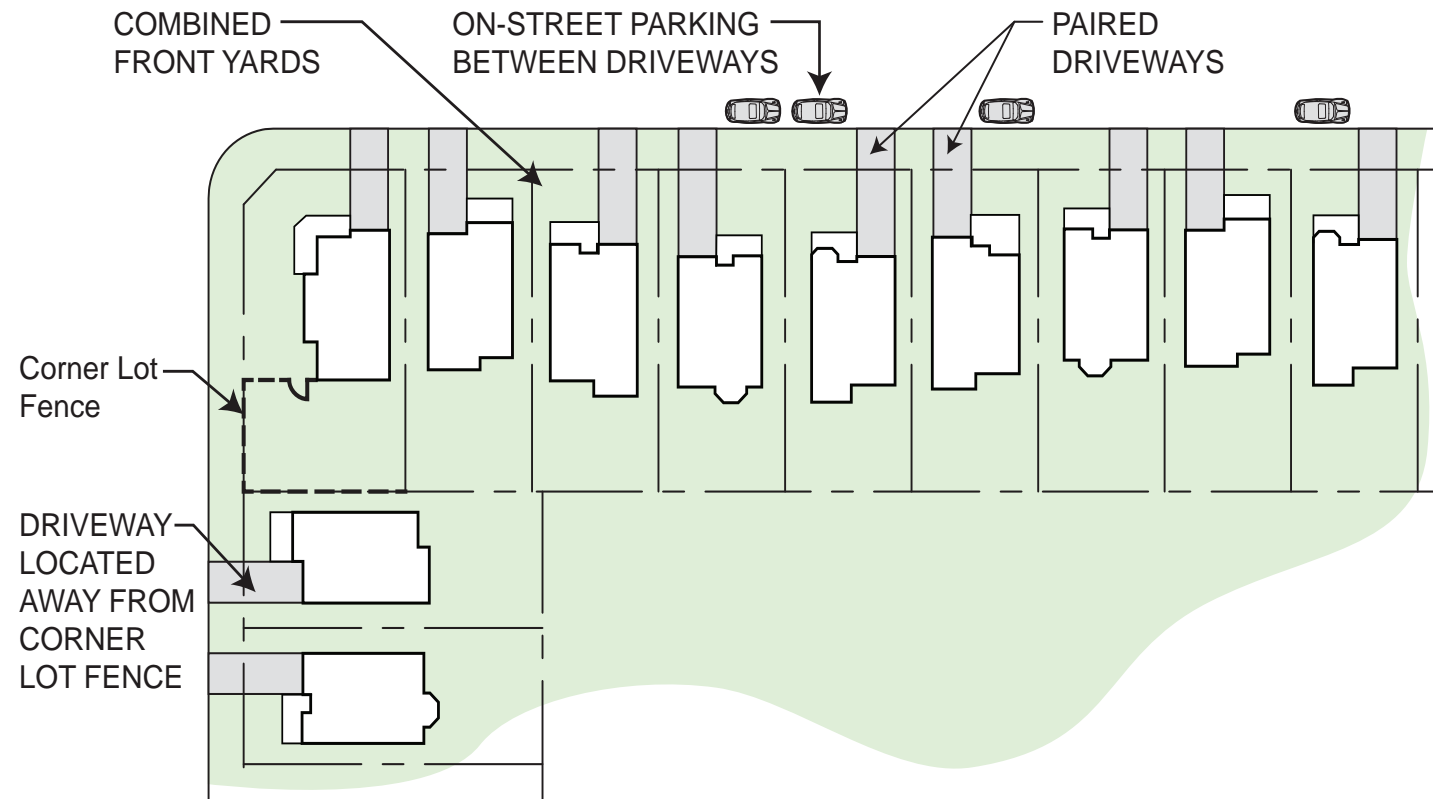 COMBINED
FRONT YARDS
ON-STREET PARKING
BETWEEN DRIVEWAYS
PAIRED
DRIVEWAYS
Corner Lot
Fence
DRIVEWAY
LOCATED
AWAY FROM
CORNER
LOT FENCE